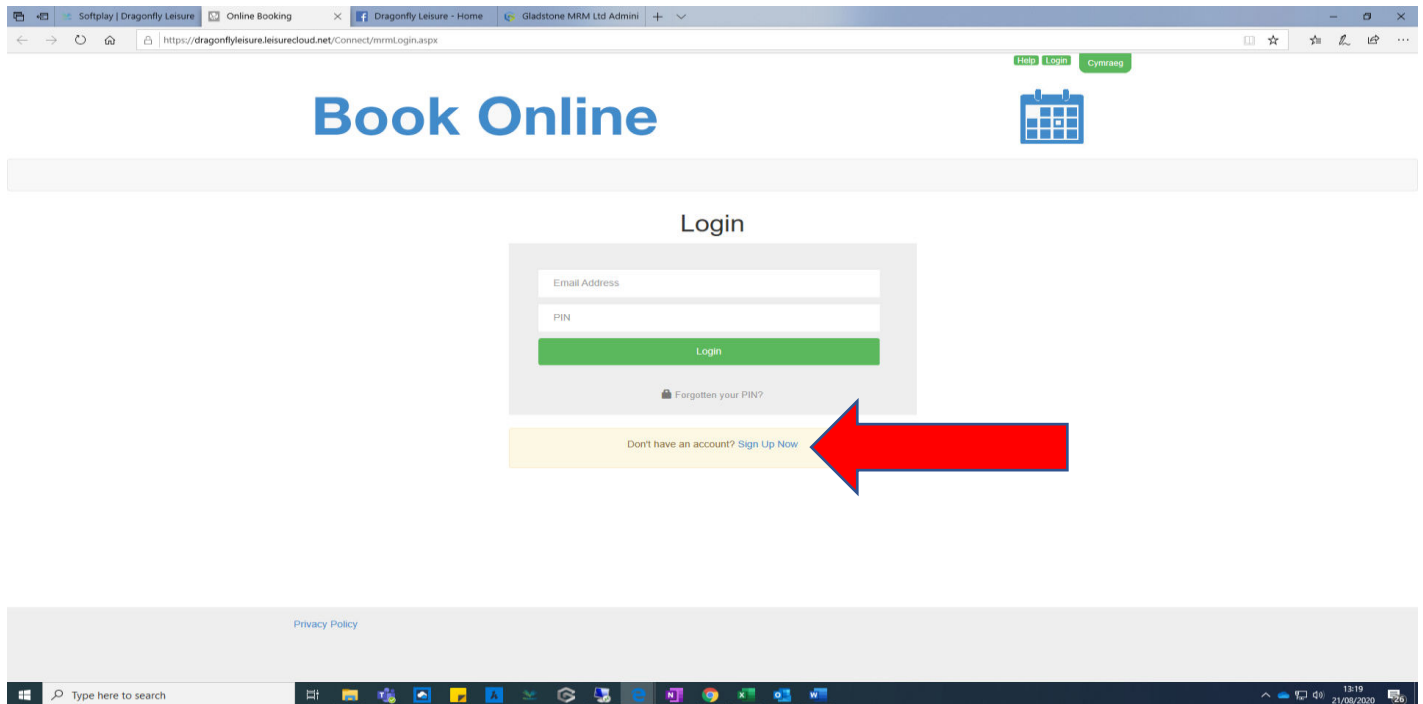 Softplay | Dragonfly Leisure
Online Booking
Dragonfly Leisure - Home
Gladstone MRM Ltd Admini
https://dragonflyleisure.leisurecloud.net/Connect/mrmLogin.aspx
Help
Login
Cymraeg
Book Online
Login
Email Address
PIN
Login
Forgotten your PIN?
Don't have an account? Sign Up Now
Privacy Policy
Type here to search
13:19
21/08/2020
26